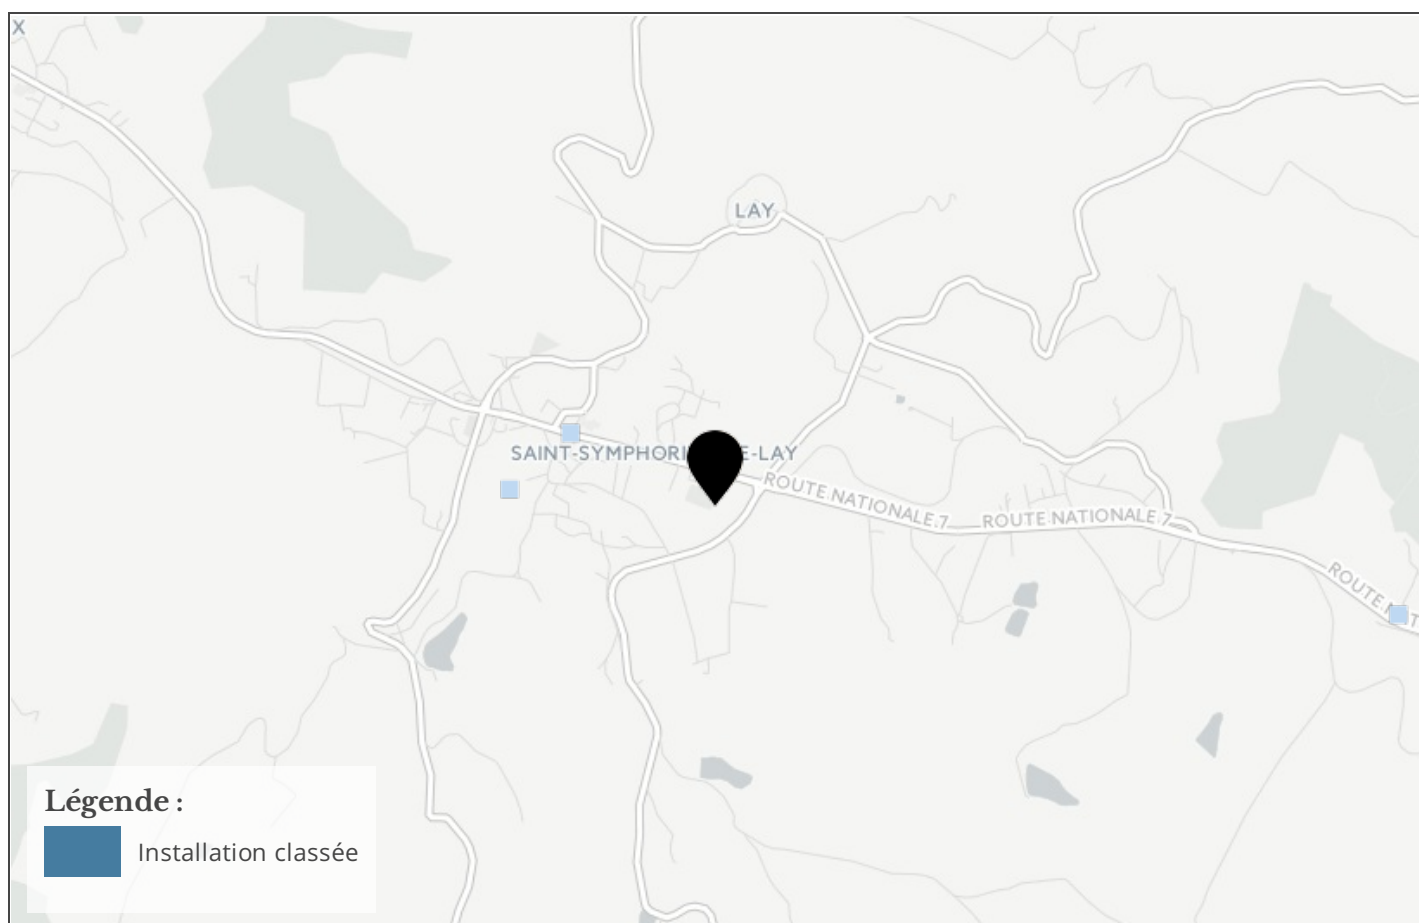 X
LAY
SAINT-SYMPHORI E-LAY
ROUTE NATIONALE 7
ROUTE NATIONALE 7
ROUTE
Légende :
Installation classée